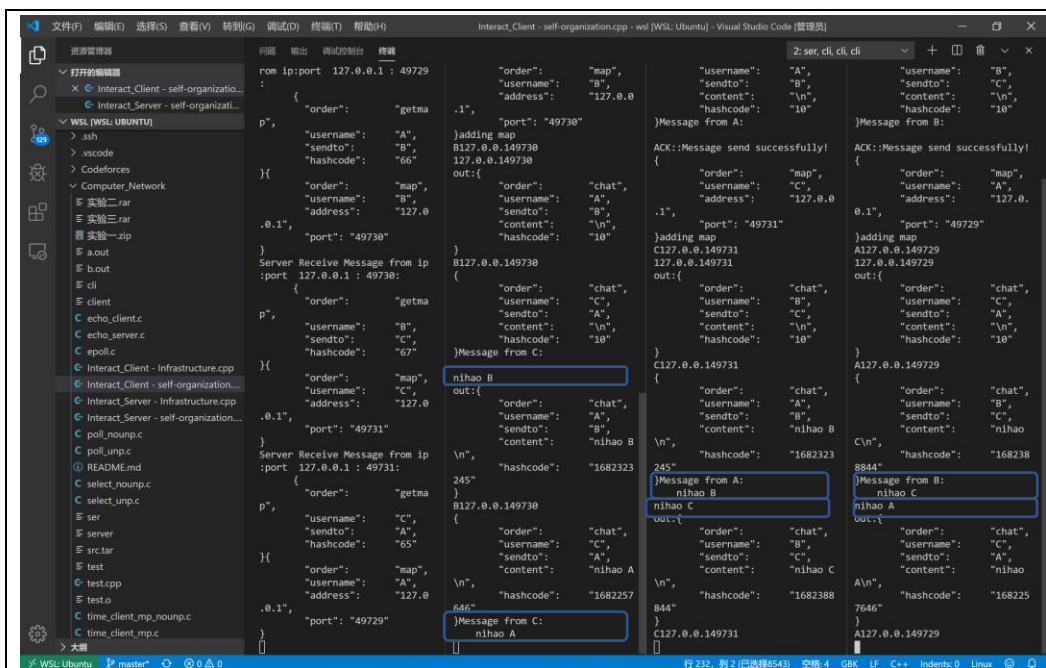 文件(F) 编辑(E) 选择(S) 查看(V) 转到(G) 调试(D) 终端(T) 帮助(H) Interact_Client - self-organization.cpp - wsl [WSL: Ubuntu] - Visual Studio Code [管理员]
资源管理器
打开的编辑器
Interact_Client - self-organizatio...
Interact_Server - self-organizati...
129
WSL [WSL: UBUNTU]
.ssh
.vscode
Codeforces
Computer_Network
实验二.rar
实验三.rar
实验一.zip
a.out
b.out
cli
client
echo_client.c
echo_server.c
epoll.c
Interact_Client - Infrastructure.cpp
Interact_Client - self-organization....
Interact_Server - Infrastructure.cpp
Interact_Server - self-organization....
poll_nounp.c
poll_unp.c
README.md
select_nounp.c
select_unp.c
ser
server
src.tar
test
test.cpp
test.o
time_client_mp_nounp.c
time_client_mp.c
大纲
问题 输出 调试控制台 终端
2: ser, cli, cli, cli
rom ip:port 127.0.0.1 : 49729
:
{
"order": "getma
p",
"username": "A",
"sendto": "B",
"hashcode": "66"
}{
"order": "map",
"username": "B",
"address": "127.0
.0.1",
"port": "49730"
}
Server Receive Message from ip
:port 127.0.0.1 : 49730:
{
"order": "getma
p",
"username": "B",
"sendto": "C",
"hashcode": "67"
}{
"order": "map",
"username": "C",
"address": "127.0
.0.1",
"port": "49731"
}
Server Receive Message from ip
:port 127.0.0.1 : 49731:
{
"order": "getma
p",
"username": "C",
"sendto": "A",
"hashcode": "65"
}{
"order": "map",
"username": "A",
"address": "127.0
.0.1",
"port": "49729"
}
"order": "map",
"username": "B",
"address": "127.0.0
.1",
"port": "49730"
}adding map
B127.0.0.149730
127.0.0.149730
out:{
"order": "chat",
"username": "A",
"sendto": "B",
"content": "\n",
"hashcode": "10"
}
B127.0.0.149730
{
"order": "chat",
"username": "C",
"sendto": "A",
"content": "\n",
"hashcode": "10"
}Message from C:
nihao B
out:{
"order": "chat",
"username": "A",
"sendto": "B",
"content": "nihao B
\n",
"hashcode": "1682323
245"
}
B127.0.0.149730
{
"order": "chat",
"username": "C",
"sendto": "A",
"content": "nihao A
\n",
"hashcode": "1682257
646"
}Message from C:
nihao A
"username": "A",
"sendto": "B",
"content": "\n",
"hashcode": "10"
}Message from A:
ACK::Message send successfully!
{
"order": "map",
"username": "C",
"address": "127.0.0
.1",
"port": "49731"
}adding map
C127.0.0.149731
127.0.0.149731
out:{
"order": "chat",
"username": "B",
"sendto": "C",
"content": "\n",
"hashcode": "10"
}
C127.0.0.149731
{
"order": "chat",
"username": "A",
"sendto": "B",
"content": "nihao B
\n",
"hashcode": "1682323
245"
}Message from A:
nihao B
nihao C
out:{
"order": "chat",
"username": "B",
"sendto": "C",
"content": "nihao C
\n",
"hashcode": "1682388
844"
}
C127.0.0.149731
"username": "B",
"sendto": "C",
"content": "\n",
"hashcode": "10"
}Message from B:
ACK::Message send successfully!
{
"order": "map",
"username": "A",
"address": "127.0.
0.1",
"port": "49729"
}adding map
A127.0.0.149729
127.0.0.149729
out:{
"order": "chat",
"username": "C",
"sendto": "A",
"content": "\n",
"hashcode": "10"
}
A127.0.0.149729
{
"order": "chat",
"username": "B",
"sendto": "C",
"content": "nihao
C\n",
"hashcode": "168238
8844"
}Message from B:
nihao C
nihao A
out:{
"order": "chat",
"username": "C",
"sendto": "A",
"content": "nihao
A\n",
"hashcode": "168225
7646"
}
A127.0.0.149729
WSL: Ubuntu master* 0 0 行 232，列 2 (已选择8543) 空格: 4 GBK LF C++ Indents: 0 Linux